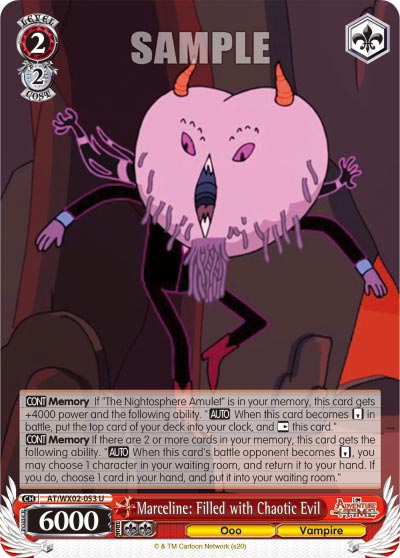 LEVEL
2
2
COST
SAMPLE
CONT Memory If "The Nightosphere Amulet" is in your memory, this card gets
+4000 power and the following ability. " AUTO When this card becomes in
battle, put the top card of your deck into your clock, and this card."
CONT Memory If there are 2 or more cards in your memory, this card gets the
following ability. " AUTO When this card's battle opponent becomes , you
may choose 1 character in your waiting room, and return it to your hand. If
you do, choose 1 card in your hand, and put it into your waiting room."
CH AT/WX02-053 U
Marceline: Filled with Chaotic Evil
ADVENTURE TIME
POWER
6000
SOUL
Ooo
Vampire
© & TM Cartoon Network (s20)